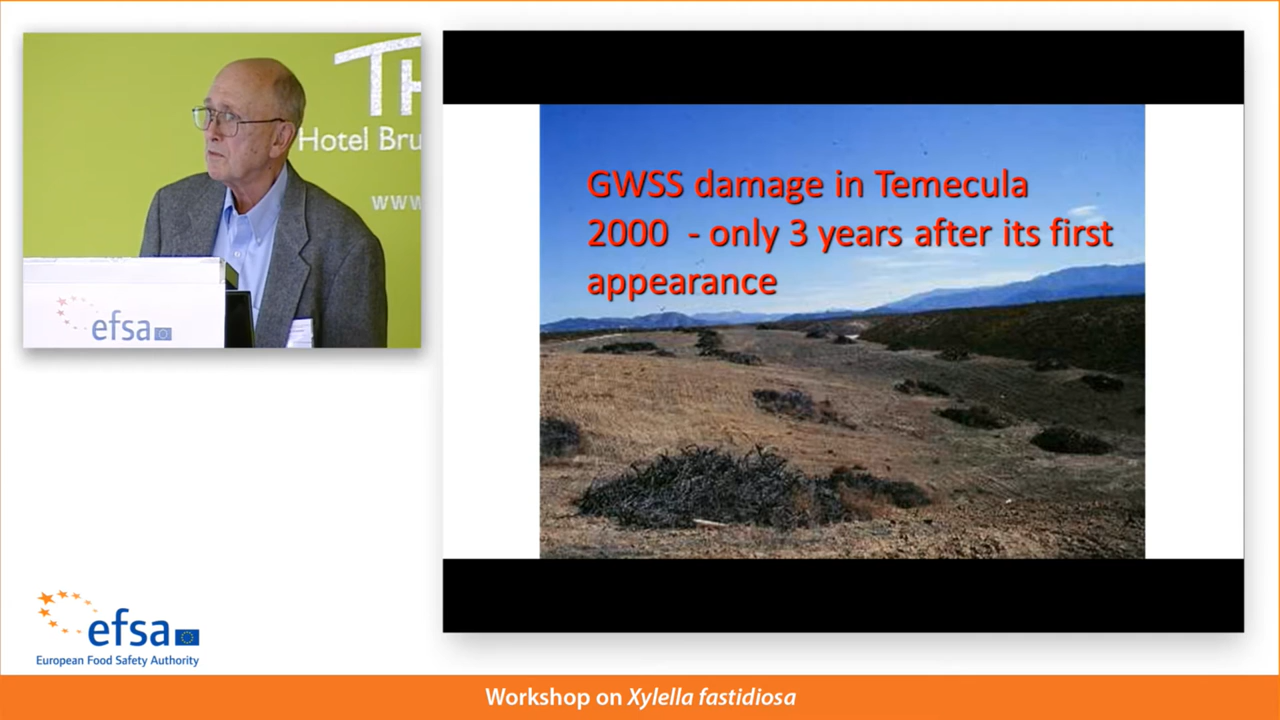 Hotel
www
efsa
GWSS damage in Temecula
2000 - only 3 years after its first
appearance
efsa
European Food Safety Authority
Workshop on Xylella fastidiosa